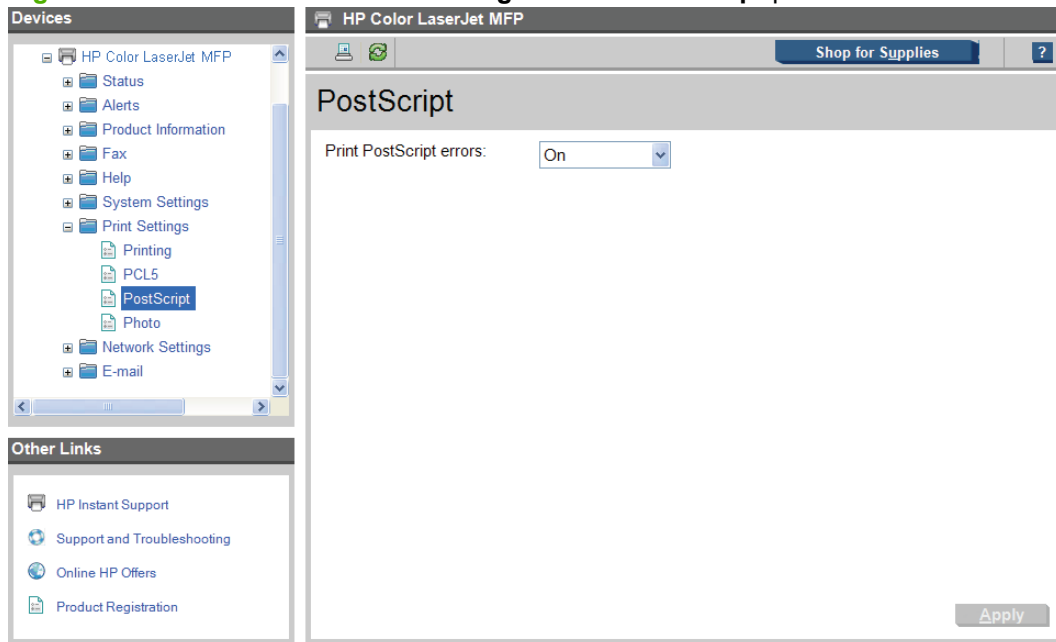 Devices
HP Color LaserJet MFP
Status
Alerts
Product Information
Fax
Help
System Settings
Print Settings
Printing
PCL5
PostScript
Photo
Network Settings
E-mail
Other Links
HP Instant Support
Support and Troubleshooting
Online HP Offers
Product Registration
HP Color LaserJet MFP
Shop for Supplies
?
PostScript
Print PostScript errors: On
Apply